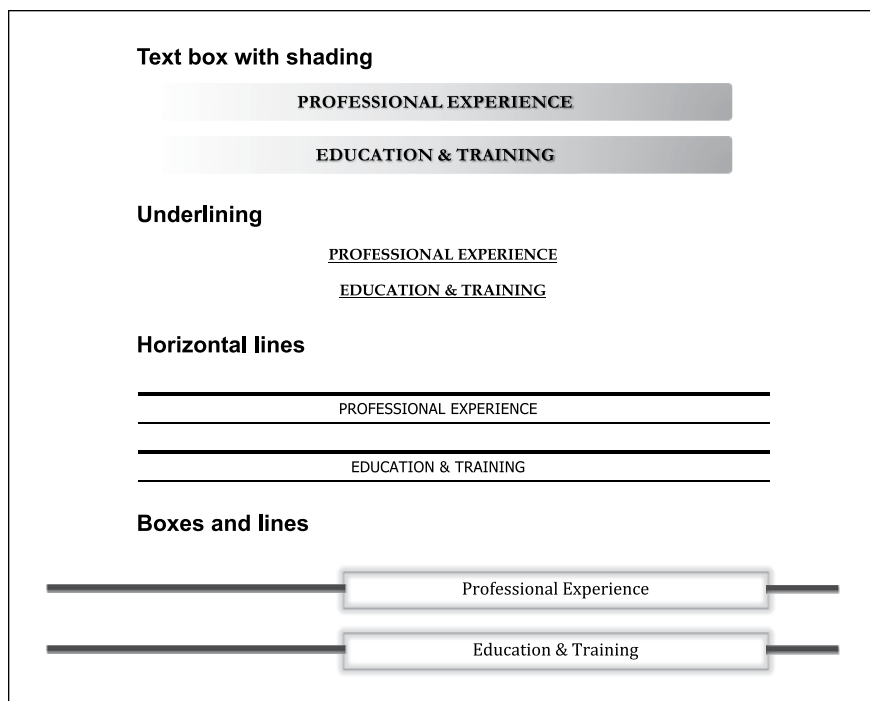 Text box with shading
PROFESSIONAL EXPERIENCE
EDUCATION & TRAINING
Underlining
PROFESSIONAL EXPERIENCE
EDUCATION & TRAINING
Horizontal lines
PROFESSIONAL EXPERIENCE
EDUCATION & TRAINING
Boxes and lines
Professional Experience
Education & Training